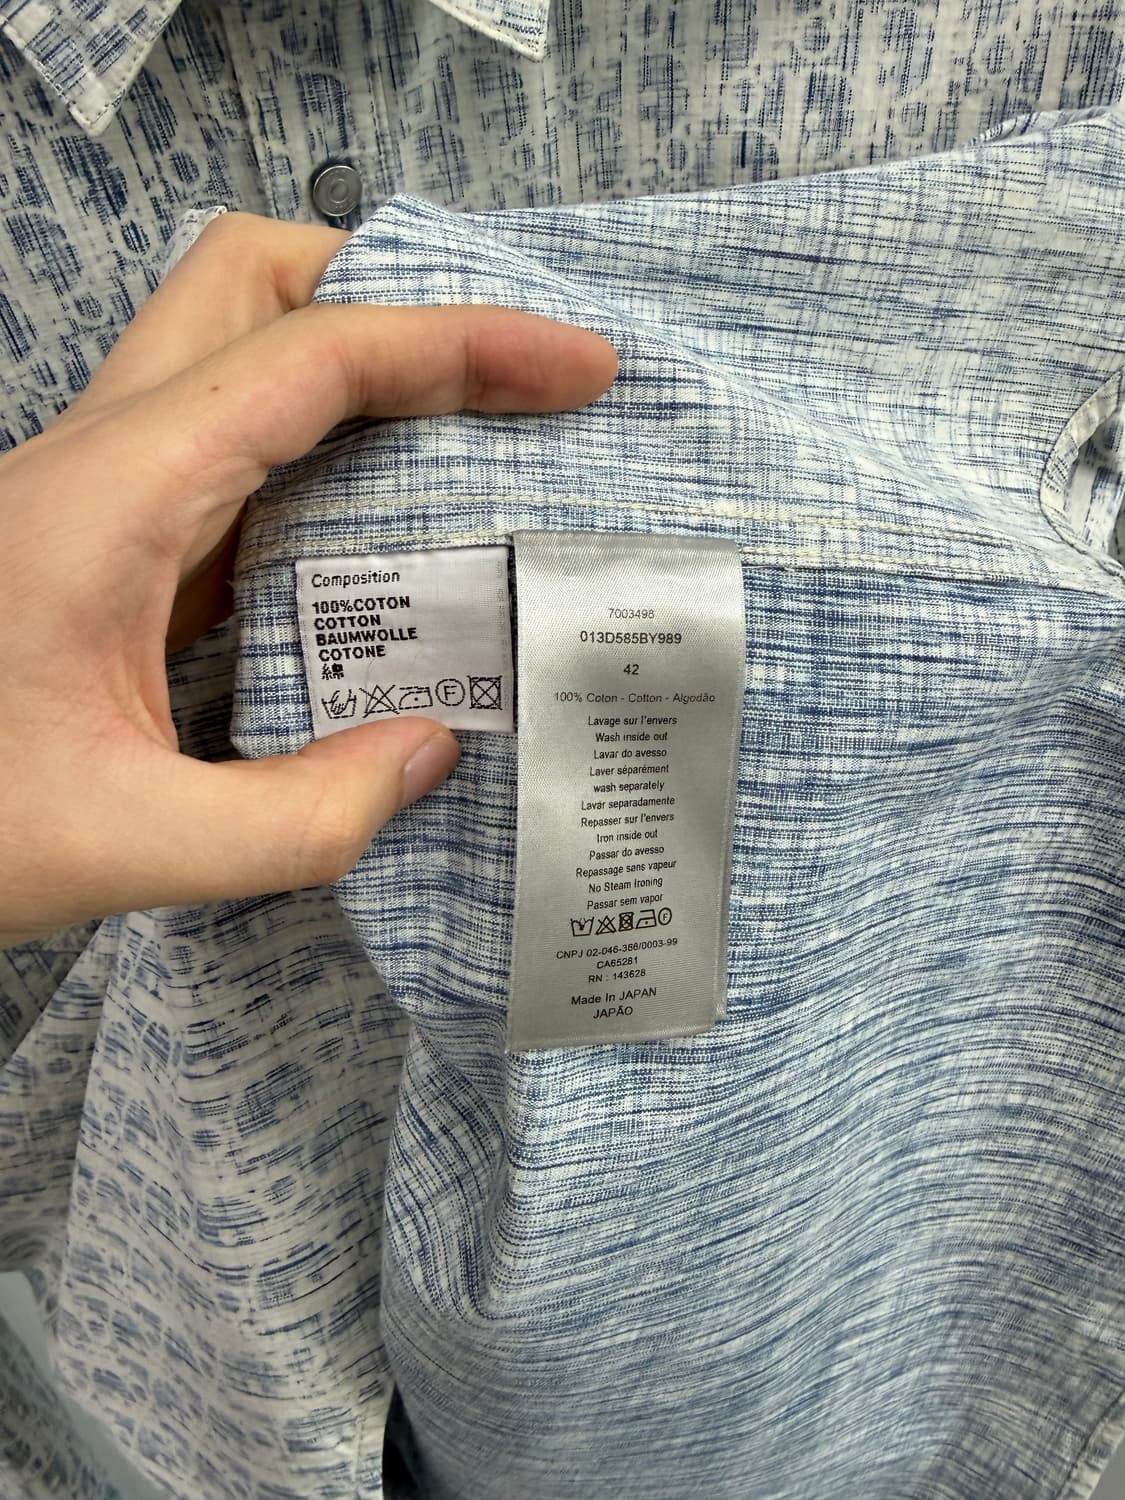 Composition
100%COTON
COTTON
BAUMWOLLE
COTONE
綿
F
7003498
013D585BY989
42
100% Coton - Cotton - Algodão
Lavage sur l'envers
Wash inside out
Lavar do avesso
Laver séparément
wash separately
Lavar separadamente
Repasser sur l'envers
Iron inside out
Passar do avesso
Repassage sans vapeur
No Steam Ironing
Passar sem vapor
F
CNPJ 02-046-386/0003-99
CA65281
RN : 143628
Made In JAPAN
JAPÃO